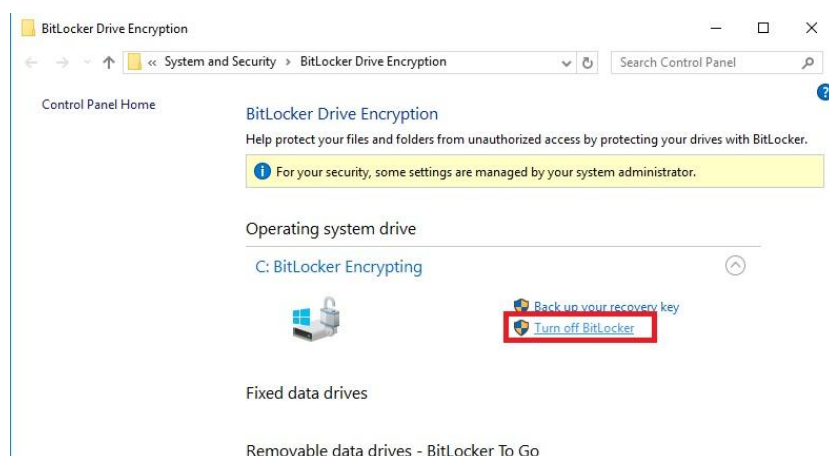 BitLocker Drive Encryption
« System and Security › BitLocker Drive Encryption
Search Control Panel
Control Panel Home
BitLocker Drive Encryption
Help protect your files and folders from unauthorized access by protecting your drives with BitLocker.
For your security, some settings are managed by your system administrator.
Operating system drive
C: BitLocker Encrypting
Back up your recovery key
Turn off BitLocker
Fixed data drives
Removable data drives - BitLocker To Go